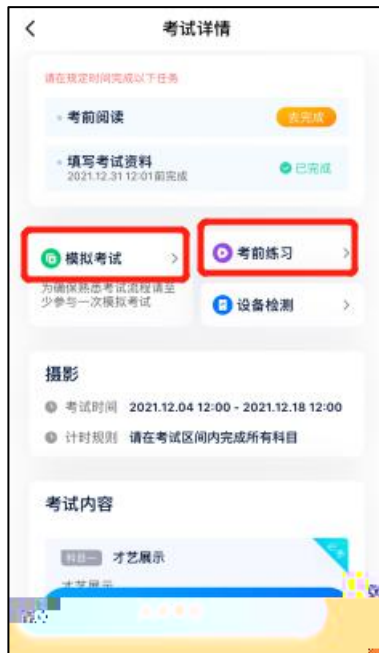 考试详情
请在规定时间完成以下任务
考前阅读
去完成
填写考试资料
2021.12.31 12:01前完成
已完成
模拟考试
考前练习
为确保熟悉考试流程请至
少参与一次模拟考试
设备检测
摄影
考试时间 2021.12.04 12:00 - 2021.12.18 12:00
计时规则 请在考试区间内完成所有科目
考试内容
科目一 才艺展示
才艺展示